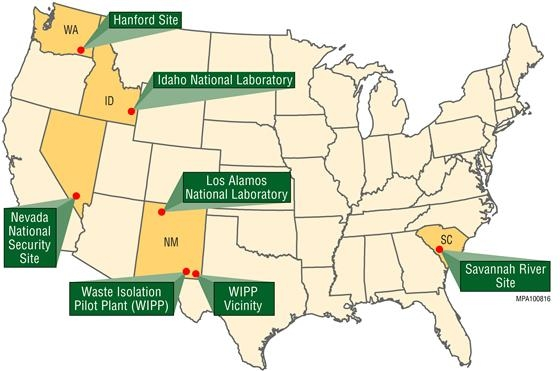 Hanford Site
WA
Idaho National Laboratory
ID
Los Alamos
National Laboratory
Nevada
National
Security
Site
NM
SC
Savannah River
Site
Waste Isolation
Pilot Plant (WIPP)
WIPP
Vicinity
MPA100816